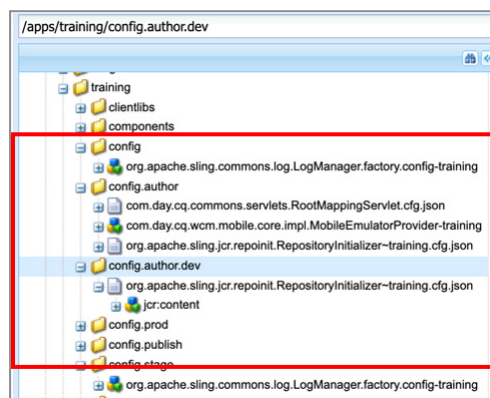 /apps/training/config.author.dev
training
clientlibs
components
config
org.apache.sling.commons.log.LogManager.factory.config-training
config.author
com.day.cq.commons.servlets.RootMappingServlet.cfg.json
com.day.cq.wcm.mobile.core.impl.MobileEmulatorProvider-training
org.apache.sling.jcr.repoinit.RepositoryInitializer~training.cfg.json
config.author.dev
org.apache.sling.jcr.repoinit.RepositoryInitializer~training.cfg.json
jcr:content
config.prod
config.publish
config.stage
org.apache.sling.commons.log.LogManager.factory.config-training